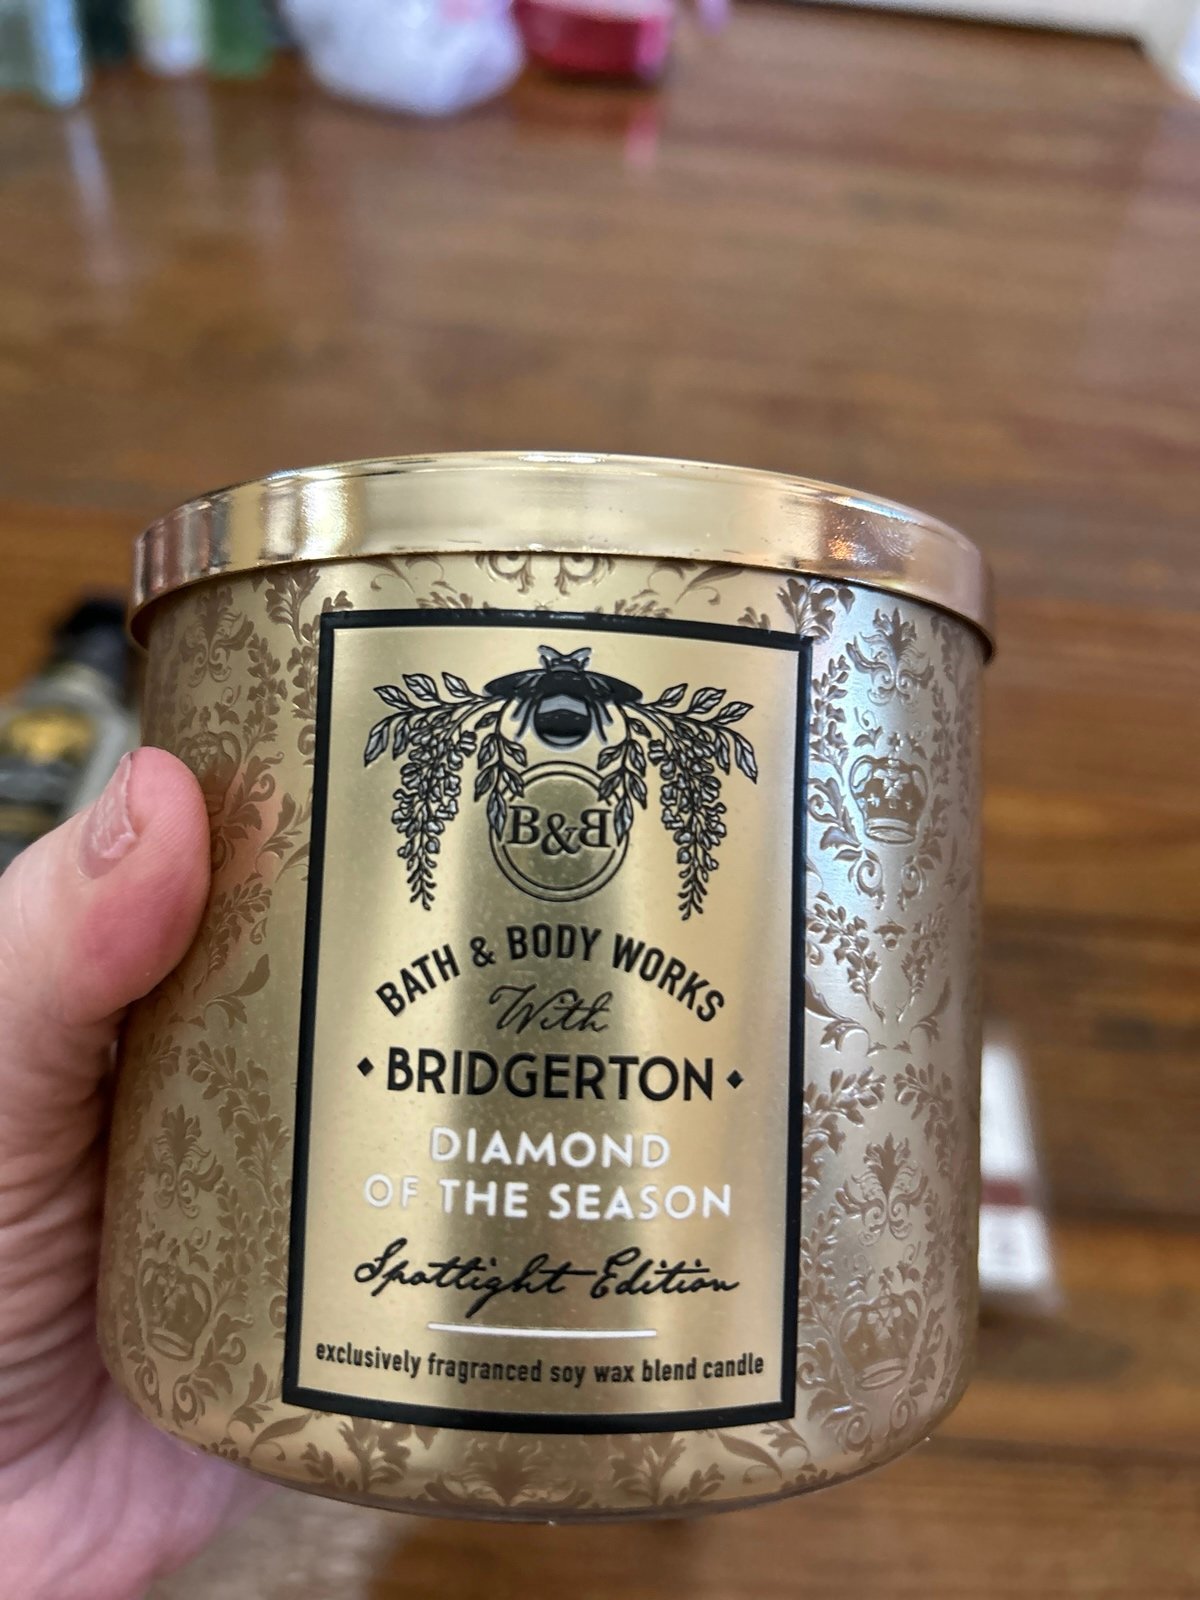 B&B
BATH & BODY WORKS
With
BRIDGERTON
DIAMOND
OF THE SEASON
Spotlight Edition
exclusively fragranced soy wax blend candle